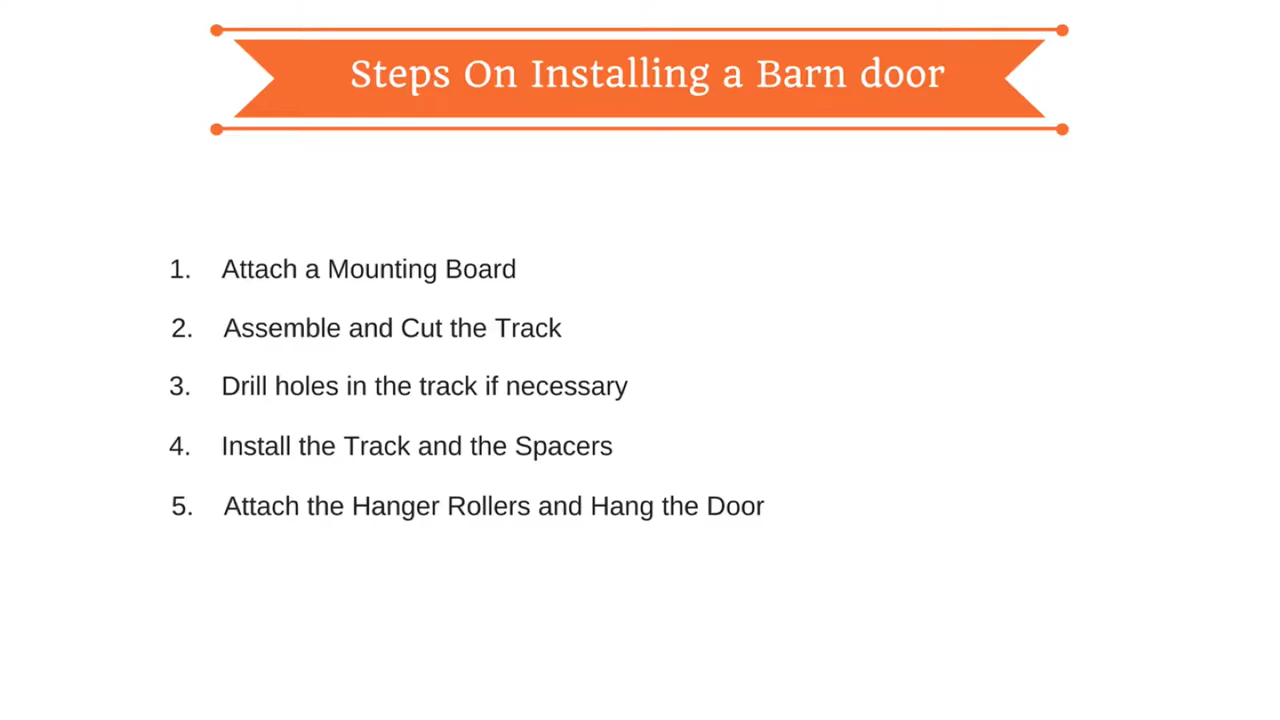 Steps On Installing a Barn door
1. Attach a Mounting Board
2. Assemble and Cut the Track
3. Drill holes in the track if necessary
4. Install the Track and the Spacers
5. Attach the Hanger Rollers and Hang the Door